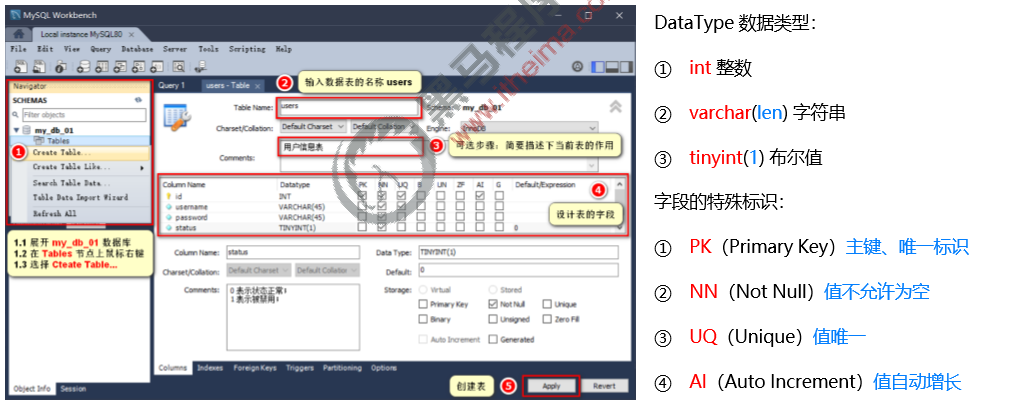 MySQL Workbench
Local instance MySQL80 ×
File Edit View Query Database Server Tools Scripting Help
Navigator
SCHEMAS
Filter objects
my_db_01
Tables
① Create Table...
Create Table Like...
Search Table Data...
Table Data Import Wizard
Refresh All
1.1 展开 my_db_01 数据库
1.2 在 Tables 节点上鼠标右键
1.3 选择 Cteate Table...
Object Info Session
Query 1 users - Table ×
② 输入数据表的名称 users
Table Name: users Schema: my_db_01
Charset/Collation: Default Charset Default Collation Engine: InnoDB
Comments: 用户信息表
③ 可选步骤：简要描述下当前表的作用
Column Name Datatype PK NN UQ B UN ZF AI G Default/Expression
id INT
username VARCHAR(45)
password VARCHAR(45)
status TINYINT(1) 0
④ 设计表的字段
Column Name: status Data Type: TINYINT(1)
Charset/Collation: Default Charset Default Collation Default: 0
Comments: 0 表示状态正常；
1 表示被禁用；
Storage: Virtual Stored
Primary Key Not Null Unique
Binary Unsigned Zero Fill
Auto Increment Generated
Columns Indexes Foreign Keys Triggers Partitioning Options
创建表 ⑤ Apply Revert
黑马程序
www.itheima.com
DataType 数据类型：
① int 整数
② varchar(len) 字符串
③ tinyint(1) 布尔值
字段的特殊标识：
① PK（Primary Key）主键、唯一标识
② NN（Not Null）值不允许为空
③ UQ（Unique）值唯一
④ AI（Auto Increment）值自动增长